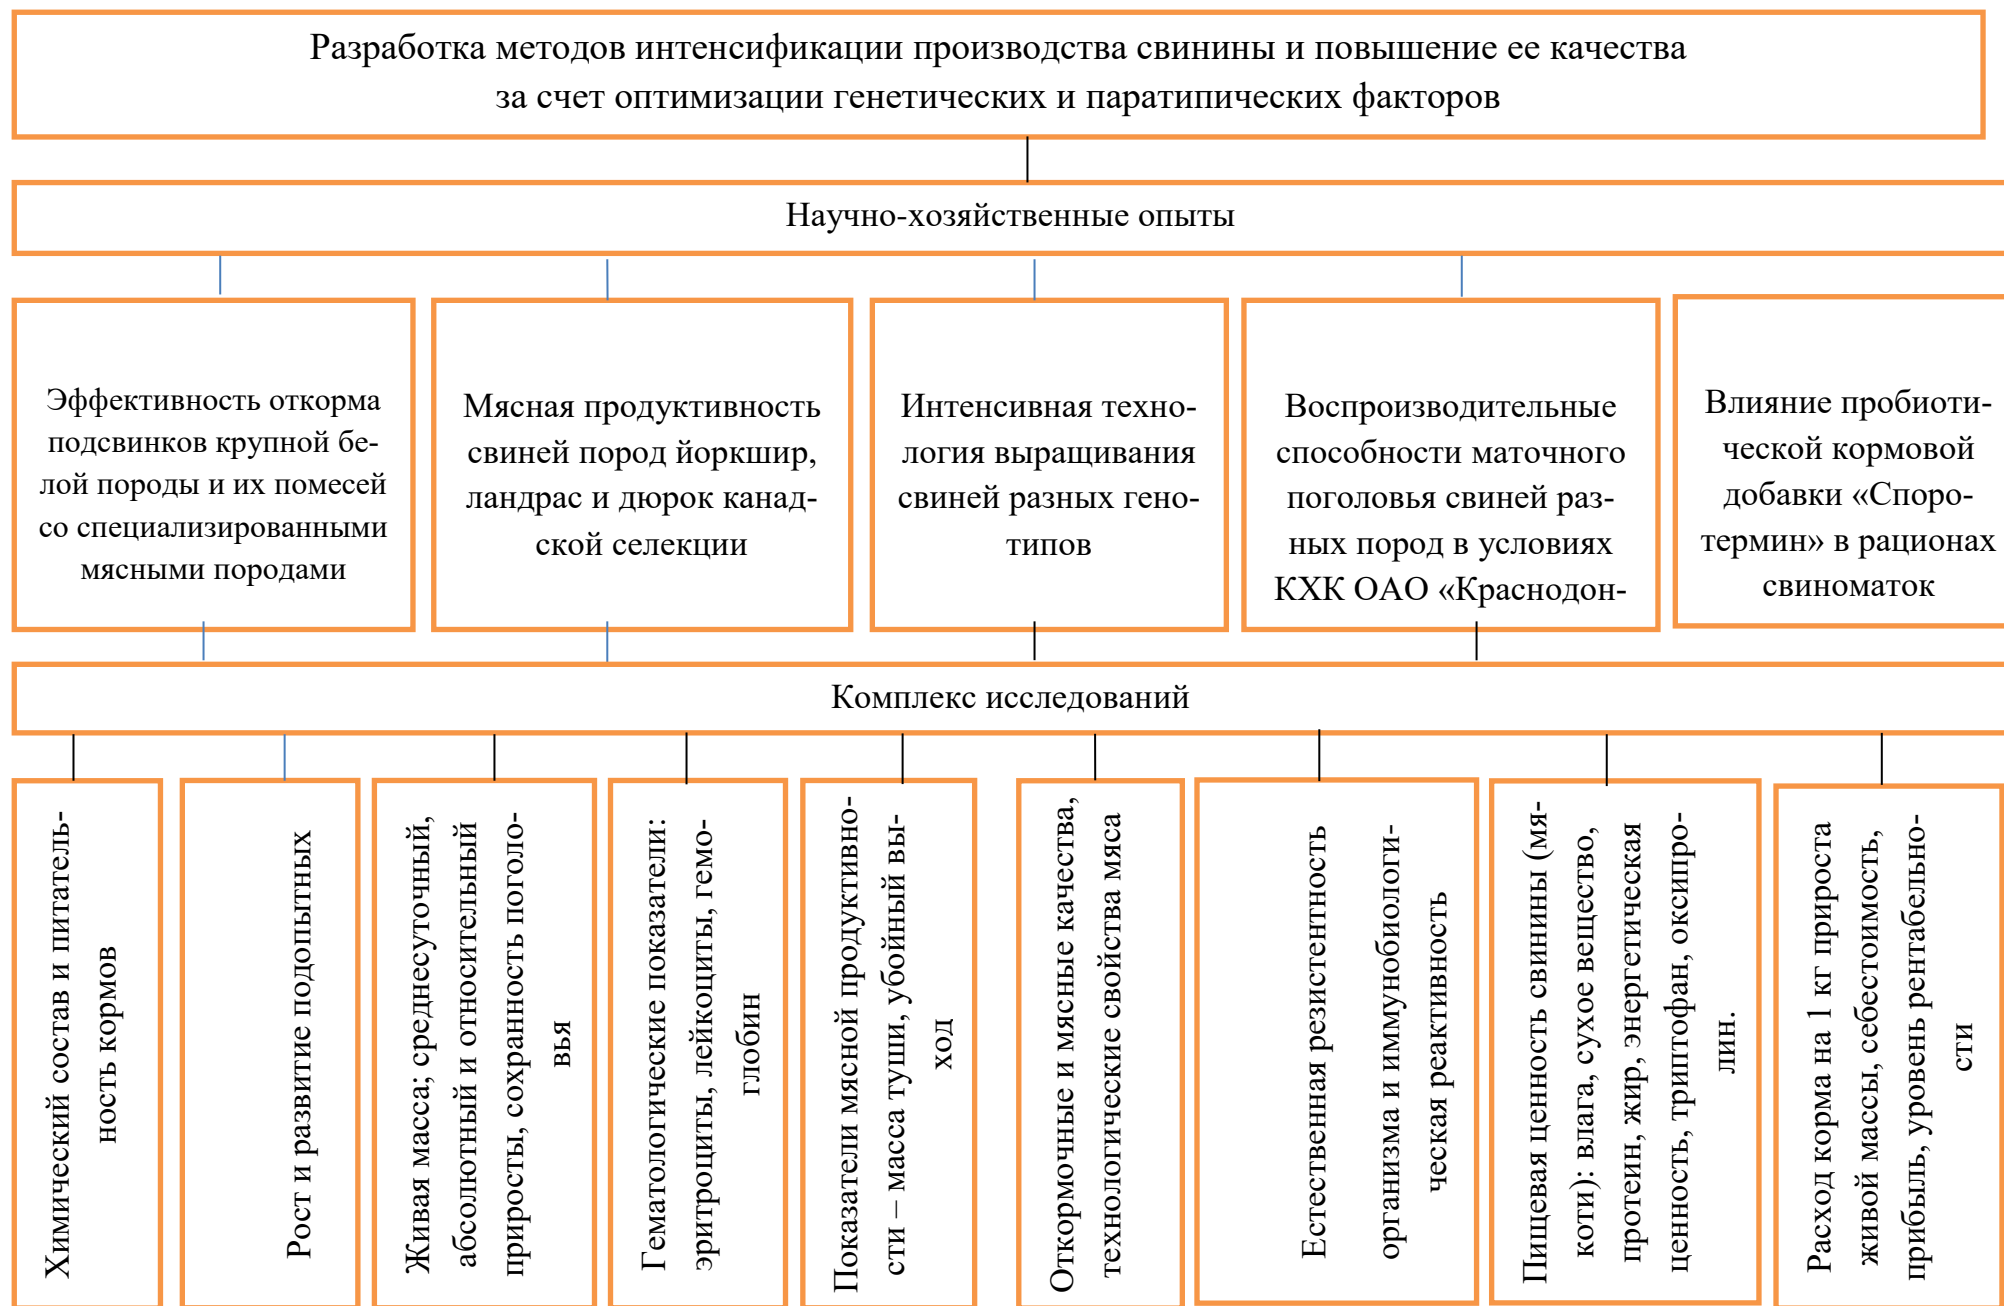 Разработка методов интенсификации производства свинины и повышение ее качества
за счет оптимизации генетических и паратипических факторов
Научно-хозяйственные опыты
Эффективность откорма
подсвинков крупной бе-
лой породы и их помесей
со специализированными
мясными породами
Мясная продуктивность
свиней пород йоркшир,
ландрас и дюрок канад-
ской селекции
Интенсивная техно-
логия выращивания
свиней разных гено-
типов
Воспроизводительные
способности маточного
поголовья свиней раз-
ных пород в условиях
КХК ОАО «Краснодон-
Влияние пробиоти-
ческой кормовой
добавки «Споро-
термин» в рационах
свиноматок
Комплекс исследований
Химический состав и питатель-
ность кормов
Рост и развитие подопытных
Живая масса; среднесуточный,
абсолютный и относительный
приросты, сохранность поголо-
вья
Гематологические показатели:
эритроциты, лейкоциты, гемо-
глобин
Показатели мясной продуктивно-
сти – масса туши, убойный вы-
ход
Откормочные и мясные качества,
технологические свойства мяса
Естественная резистентность
организма и иммунобиологи-
ческая реактивность
Пищевая ценность свинины (мя-
коти): влага, сухое вещество,
протеин, жир, энергетическая
ценность, триптофан, оксипро-
лин.
Расход корма на 1 кг прироста
живой массы, себестоимость,
прибыль, уровень рентабельно-
сти